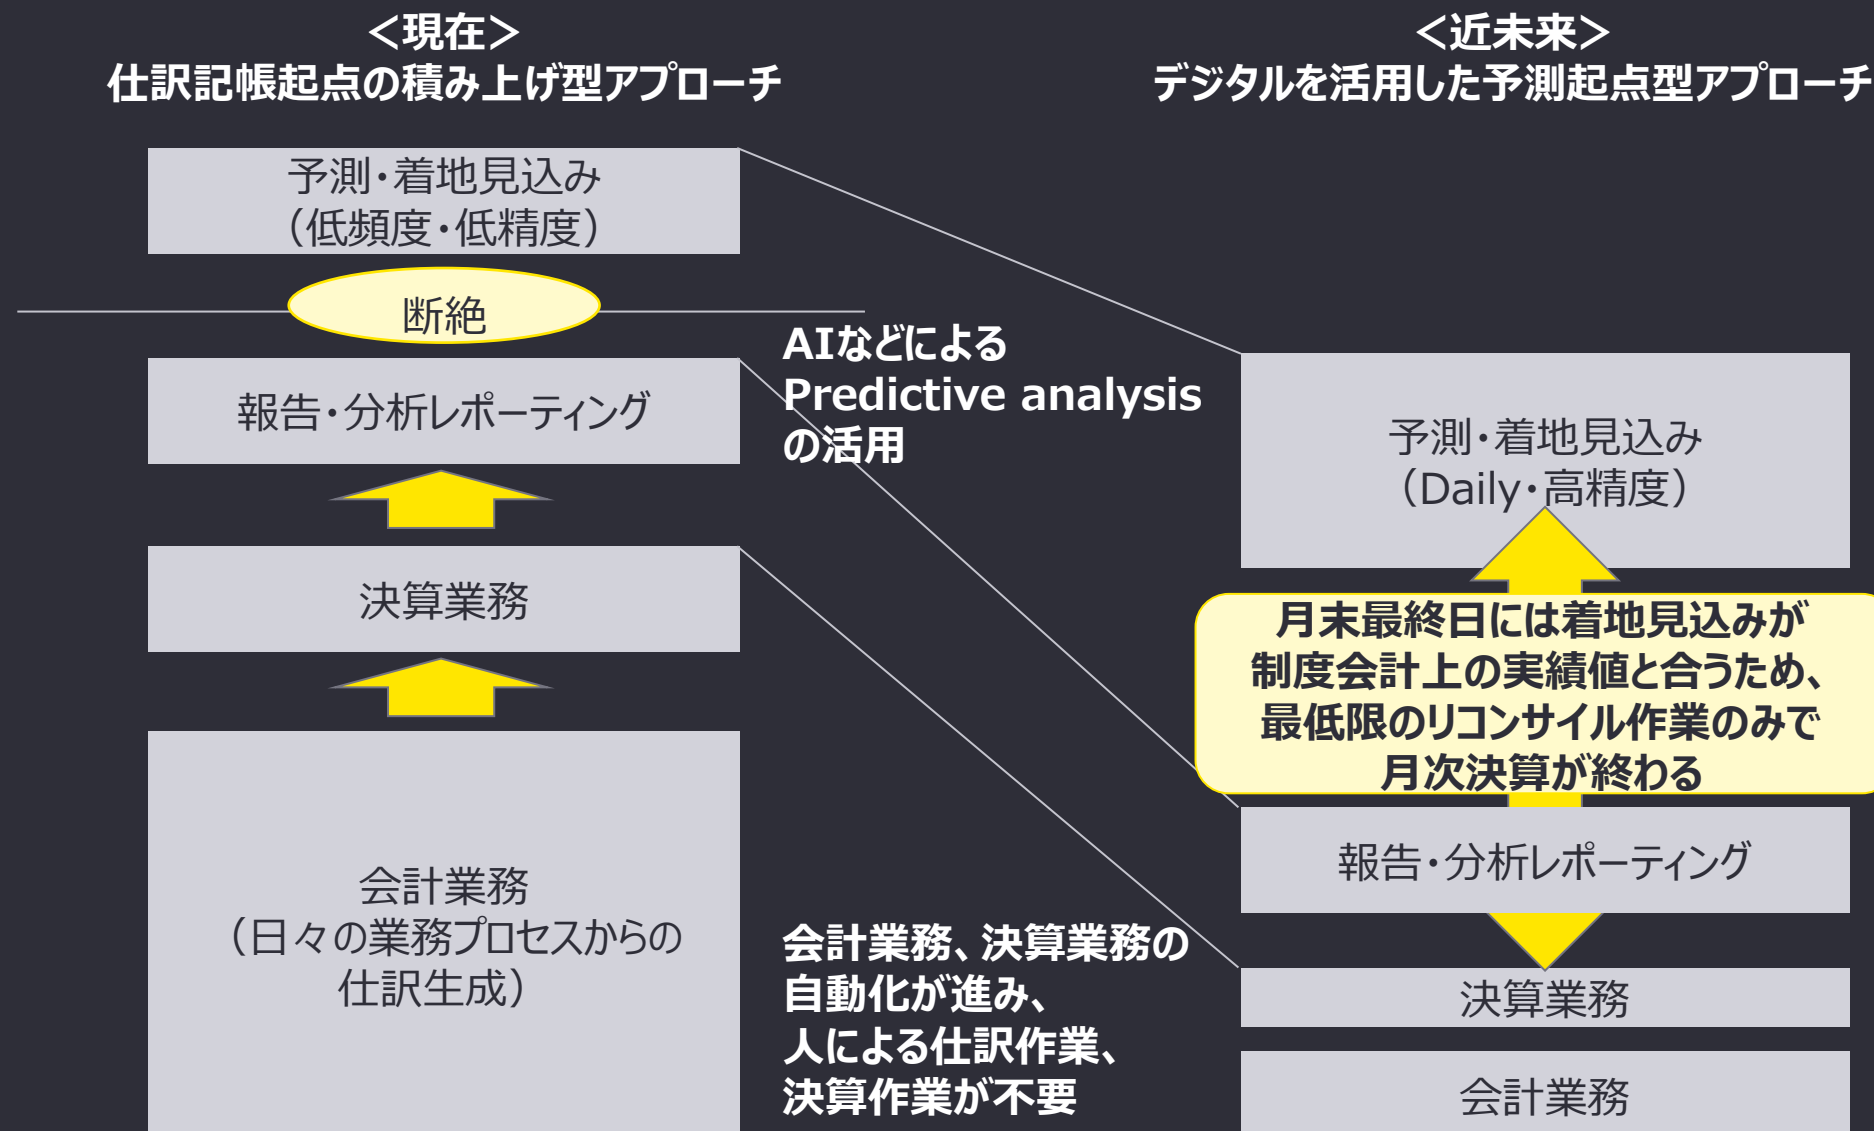 ＜現在＞
仕訳記帳起点の積み上げ型アプローチ
予測・着地見込み
（低頻度・低精度）
断絶
報告・分析レポーティング
決算業務
会計業務
（日々の業務プロセスからの
仕訳生成）
AIなどによる
Predictive analysis
の活用
会計業務、決算業務の
自動化が進み、
人による仕訳作業、
決算作業が不要
＜近未来＞
デジタルを活用した予測起点型アプローチ
予測・着地見込み
（Daily・高精度）
月末最終日には着地見込みが
制度会計上の実績値と合うため、
最低限のリコンサイル作業のみで
月次決算が終わる
報告・分析レポーティング
決算業務
会計業務